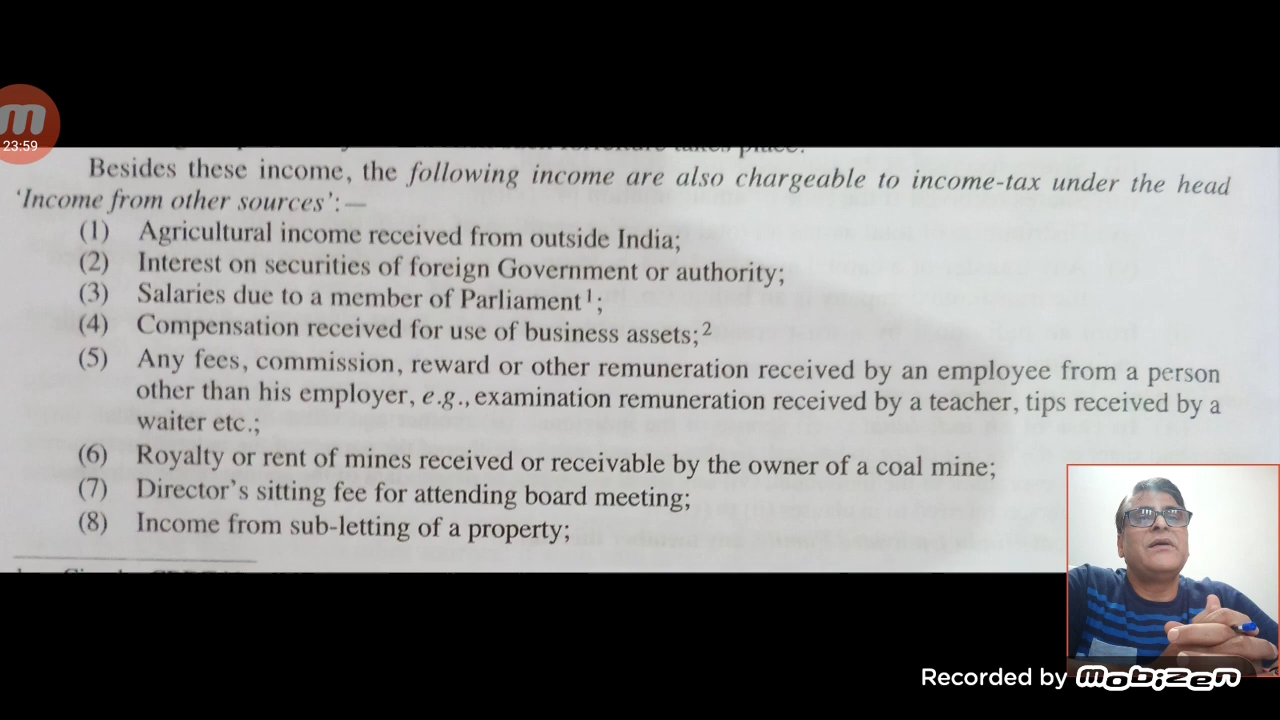 23:59
takes place.
Besides these income, the following income are also chargeable to income-tax under the head
'Income from other sources':—
(1) Agricultural income received from outside India;
(2) Interest on securities of foreign Government or authority;
(3) Salaries due to a member of Parliament1;
(4) Compensation received for use of business assets;2
(5) Any fees, commission, reward or other remuneration received by an employee from a person
other than his employer, e.g., examination remuneration received by a teacher, tips received by a
waiter etc.;
(6) Royalty or rent of mines received or receivable by the owner of a coal mine;
(7) Director's sitting fee for attending board meeting;
(8) Income from sub-letting of a property;
Recorded by mobizen